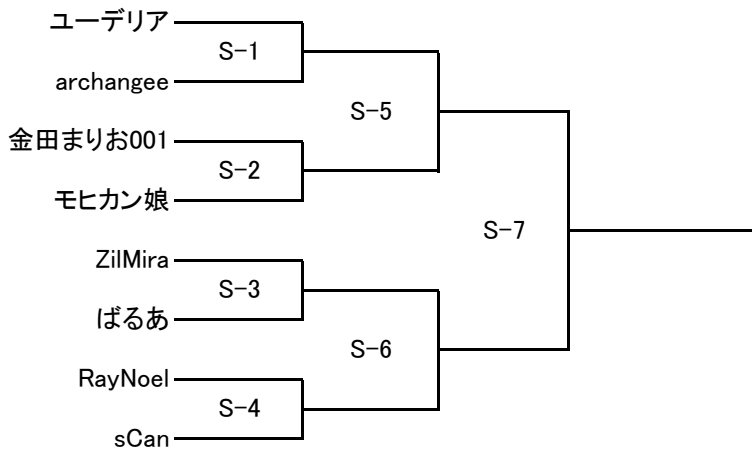 ユーデリア
S-1
archangee
S-5
金田まりお001
S-2
モヒカン娘
S-7
ZilMira
S-3
ばるあ
S-6
RayNoel
S-4
sCan